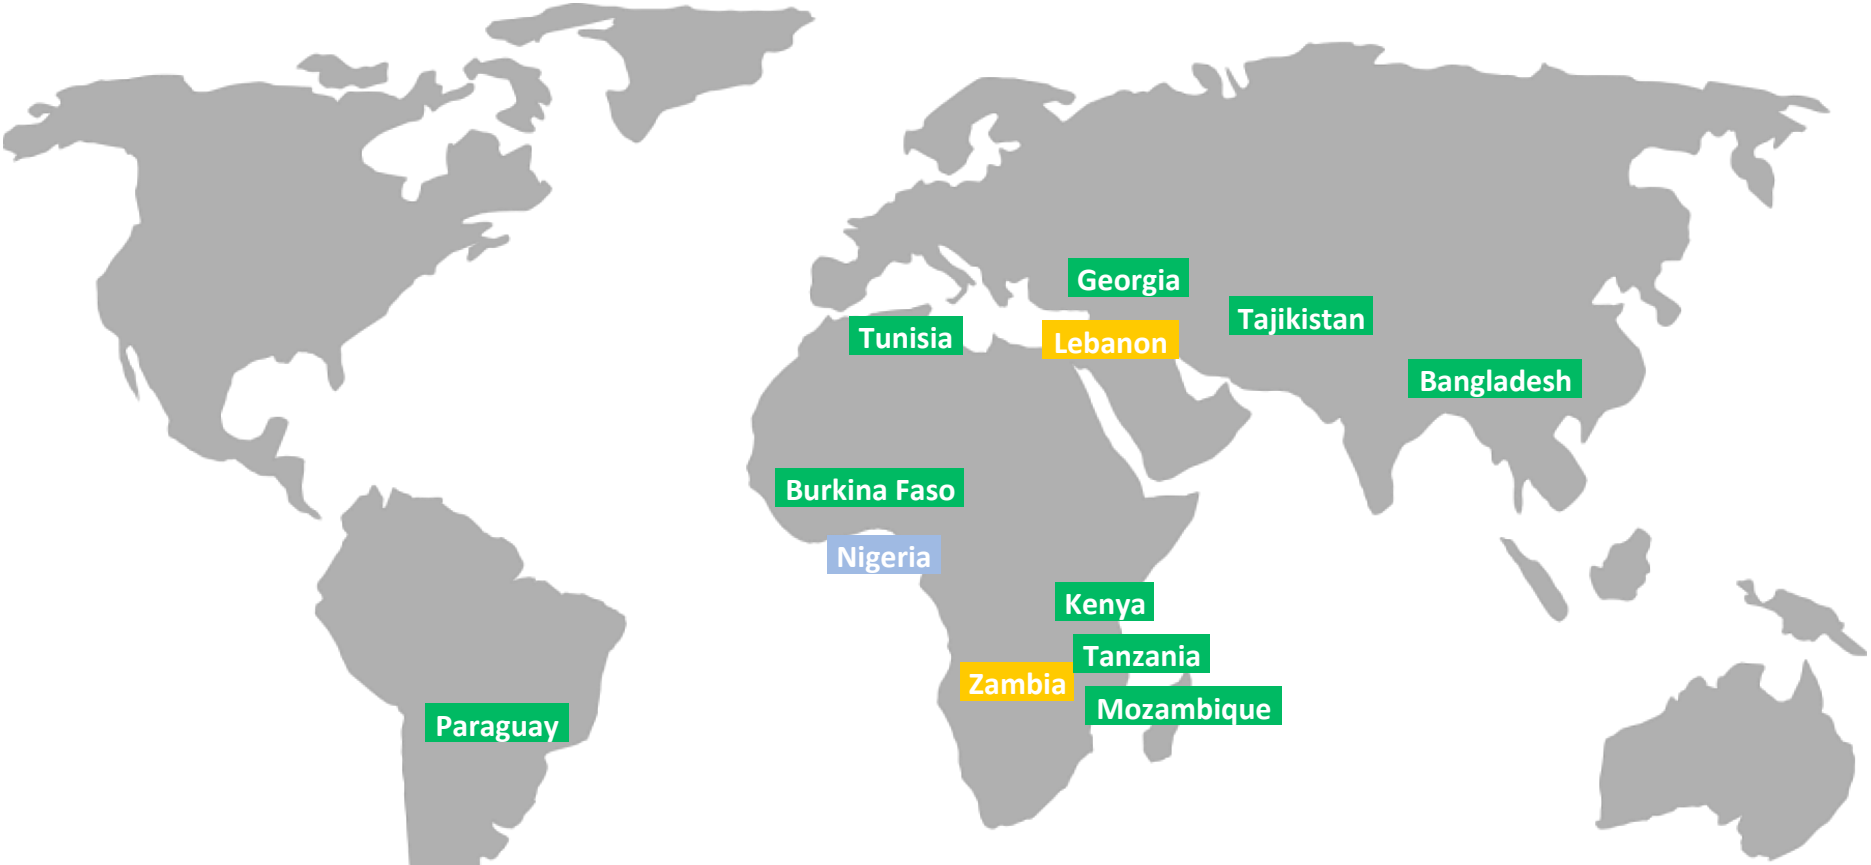 Georgia
Tajikistan
Tunisia
Lebanon
Bangladesh
Burkina Faso
Nigeria
Kenya
Tanzania
Zambia
Mozambique
Paraguay